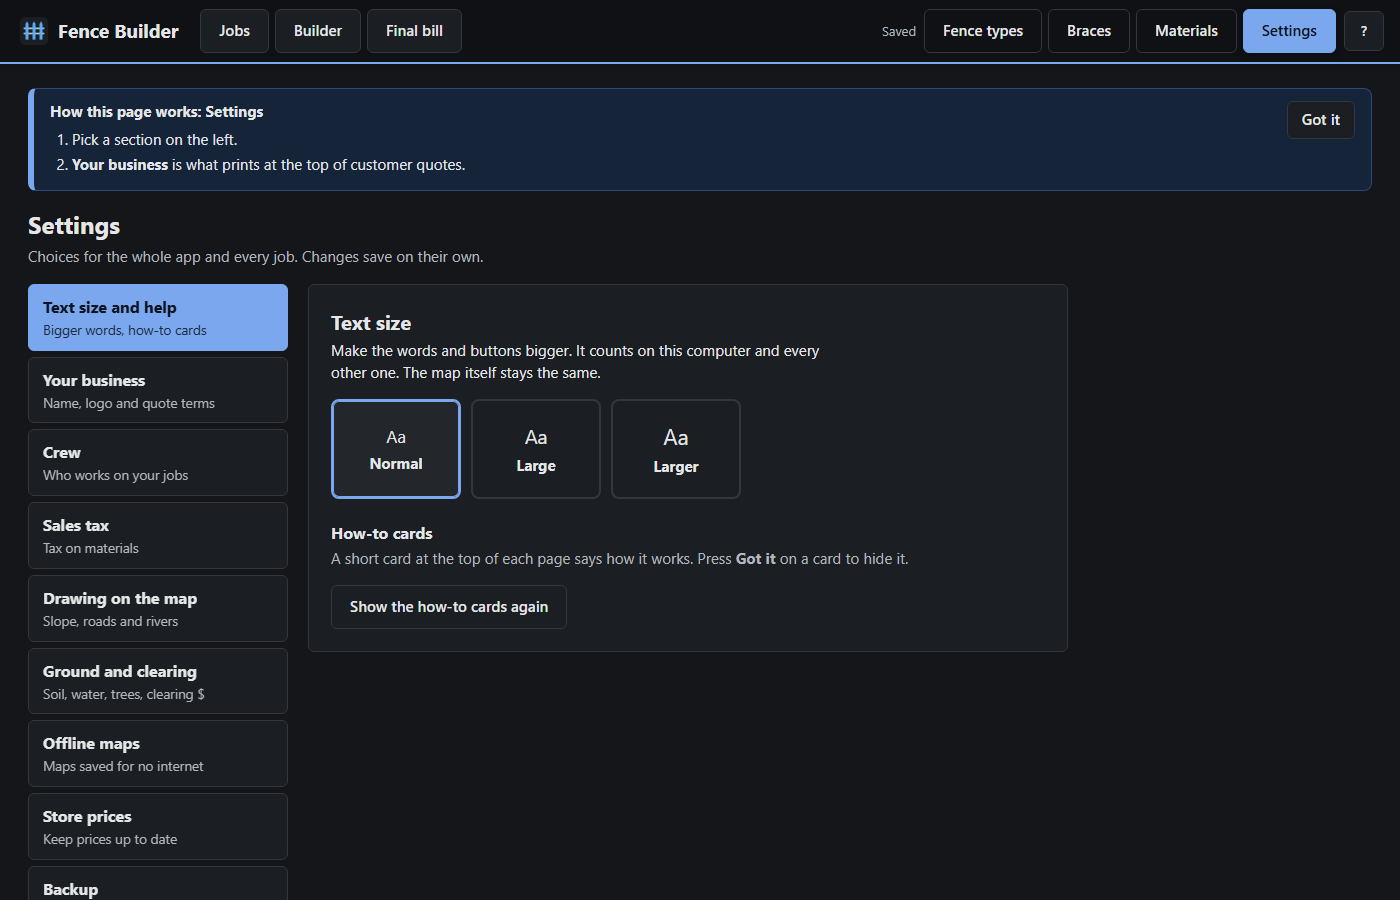 Fence Builder
Jobs
Builder
Final bill
Saved
Fence types
Braces
Materials
Settings
?
How this page works: Settings
Got it
1. Pick a section on the left.
2. Your business is what prints at the top of customer quotes.
Settings
Choices for the whole app and every job. Changes save on their own.
Text size and help
Bigger words, how-to cards
Your business
Name, logo and quote terms
Crew
Who works on your jobs
Sales tax
Tax on materials
Drawing on the map
Slope, roads and rivers
Ground and clearing
Soil, water, trees, clearing $
Offline maps
Maps saved for no internet
Store prices
Keep prices up to date
Backup
Text size
Make the words and buttons bigger. It counts on this computer and every
other one. The map itself stays the same.
Aa
Normal
Aa
Large
Aa
Larger
How-to cards
A short card at the top of each page says how it works. Press Got it on a card to hide it.
Show the how-to cards again